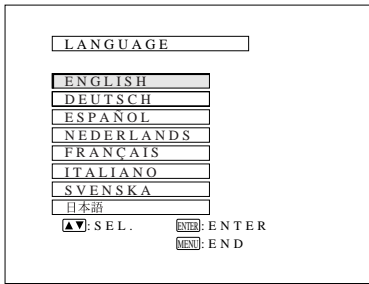 LANGUAGE
ENGLISH
DEUTSCH
ESPAÑOL
NEDERLANDS
FRANÇAIS
ITALIANO
SVENSKA
日本語
▲▼:SEL. ENTER:ENTER
MENU:END